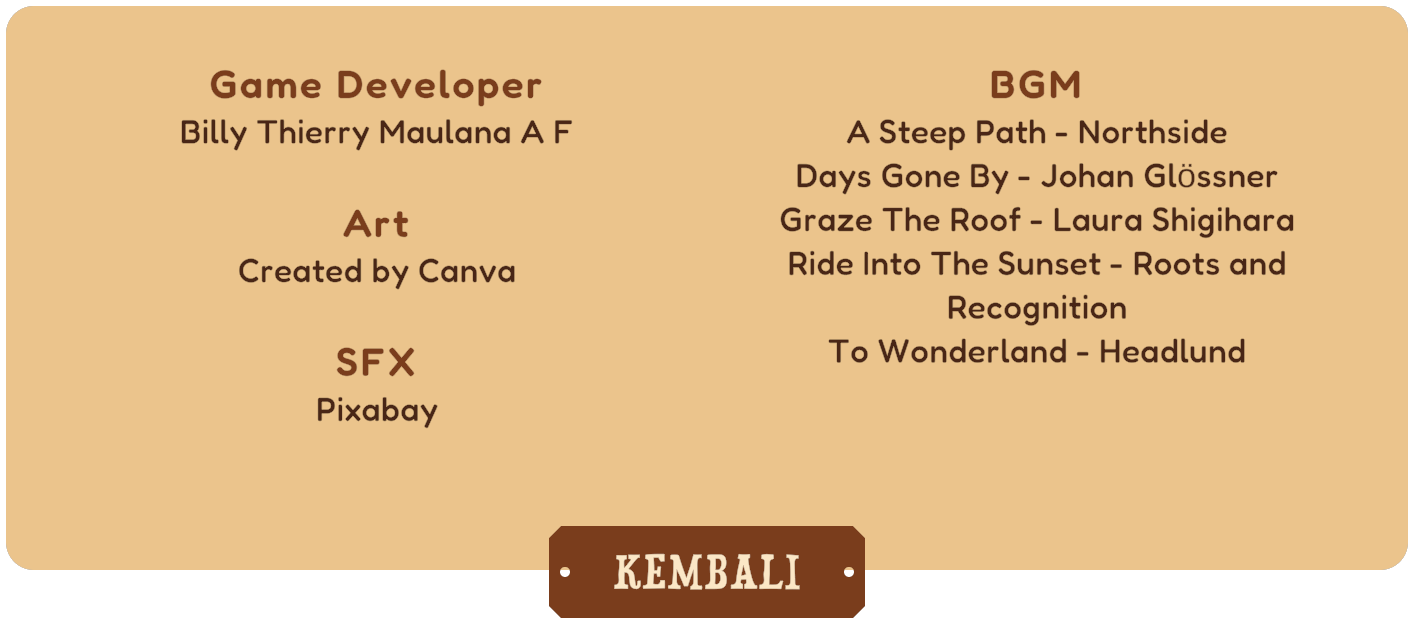 Game Developer
Billy Thierry Maulana A F
Art
Created by Canva
SFX
Pixabay
BGM
A Steep Path - Northside
Days Gone By - Johan Glössner
Graze The Roof - Laura Shigihara
Ride Into The Sunset - Roots and
Recognition
To Wonderland - Headlund
KEMBALI